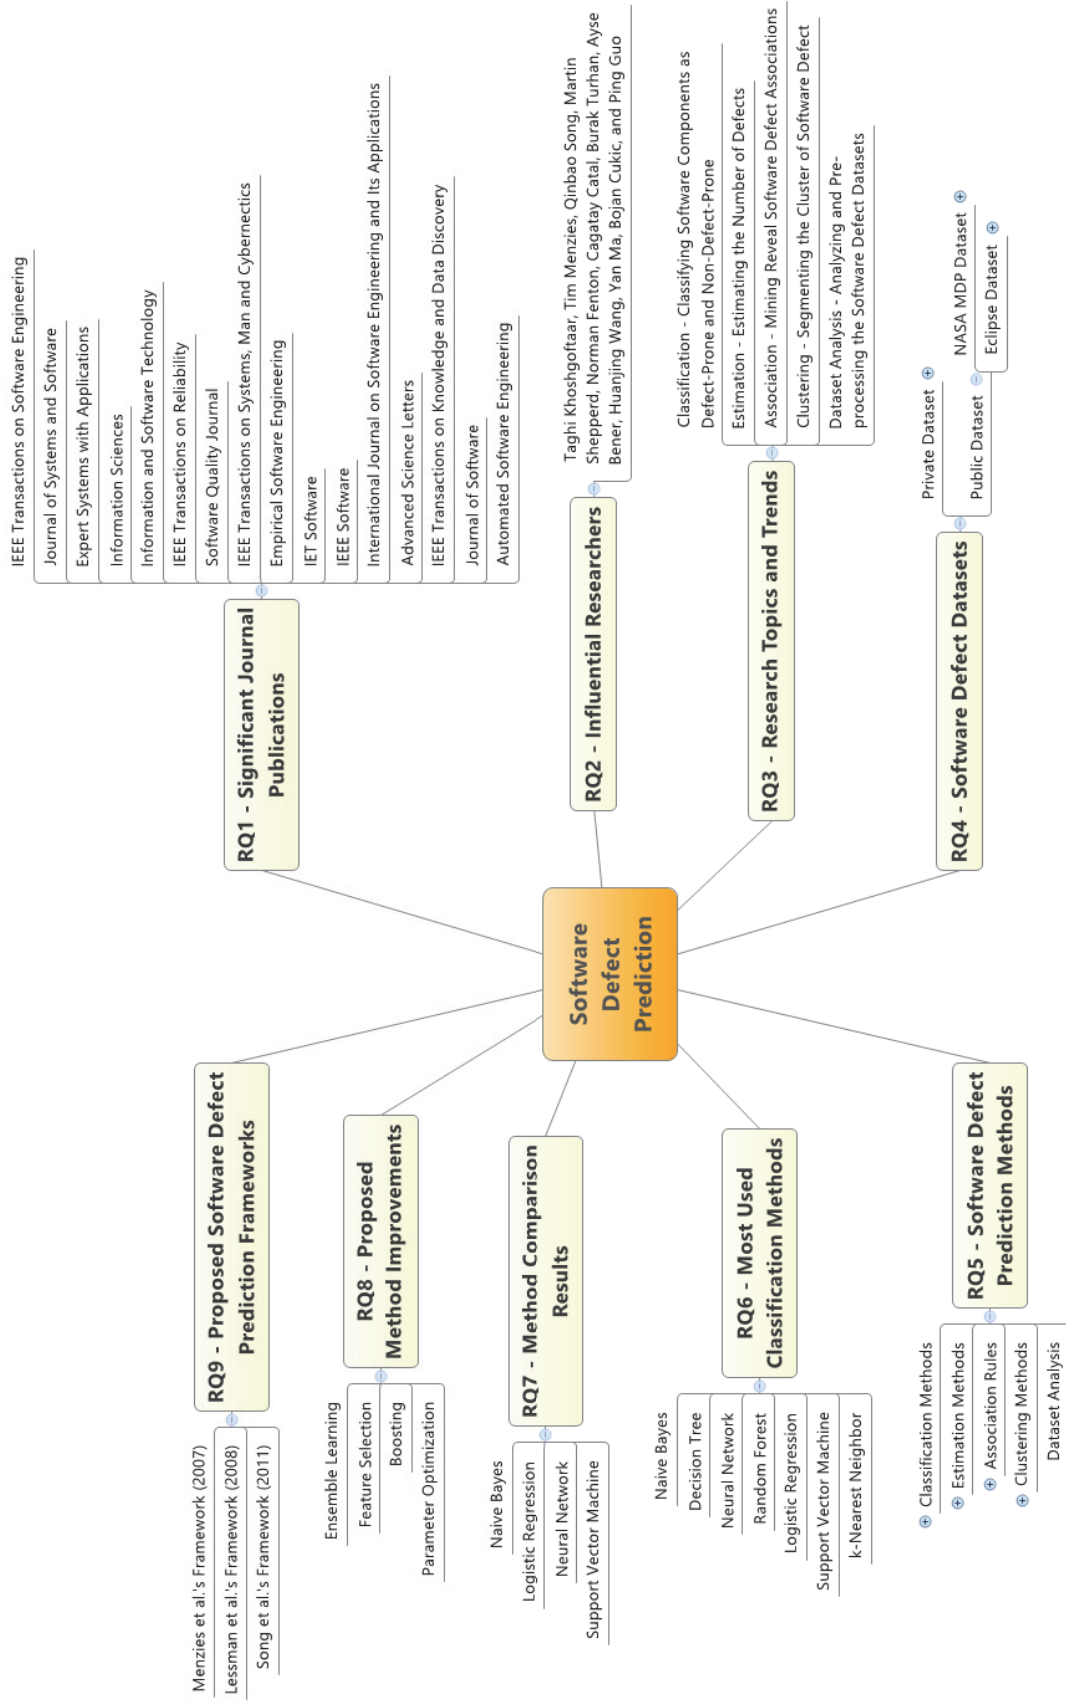 Software
Defect
Prediction
RQ1 - Significant Journal
Publications
IEEE Transactions on Software Engineering
Journal of Systems and Software
Expert Systems with Applications
Information Sciences
Information and Software Technology
IEEE Transactions on Reliability
Software Quality Journal
IEEE Transactions on Systems, Man and Cybernectics
Empirical Software Engineering
IET Software
IEEE Software
International Journal on Software Engineering and Its Applications
Advanced Science Letters
IEEE Transactions on Knowledge and Data Discovery
Journal of Software
Automated Software Engineering
RQ2 - Influential Researchers
Taghi Khoshgoftaar, Tim Menzies, Qinbao Song, Martin
Shepperd, Norman Fenton, Cagatay Catal, Burak Turhan, Ayse
Bener, Huanjing Wang, Yan Ma, Bojan Cukic, and Ping Guo
RQ3 - Research Topics and Trends
Classification - Classifying Software Components as
Defect-Prone and Non-Defect-Prone
Estimation - Estimating the Number of Defects
Association - Mining Reveal Software Defect Associations
Clustering - Segmenting the Cluster of Software Defect
Dataset Analysis - Analyzing and Pre-
processing the Software Defect Datasets
RQ4 - Software Defect Datasets
Private Dataset
Public Dataset
NASA MDP Dataset
Eclipse Dataset
RQ9 - Proposed Software Defect
Prediction Frameworks
Menzies et al.'s Framework (2007)
Lessman et al.'s Framework (2008)
Song et al.'s Framework (2011)
RQ8 - Proposed
Method Improvements
Ensemble Learning
Feature Selection
Boosting
Parameter Optimization
RQ7 - Method Comparison
Results
Naive Bayes
Logistic Regression
Neural Network
Support Vector Machine
RQ6 - Most Used
Classification Methods
Naive Bayes
Decision Tree
Neural Network
Random Forest
Logistic Regression
Support Vector Machine
k-Nearest Neighbor
RQ5 - Software Defect
Prediction Methods
Classification Methods
Estimation Methods
Association Rules
Clustering Methods
Dataset Analysis